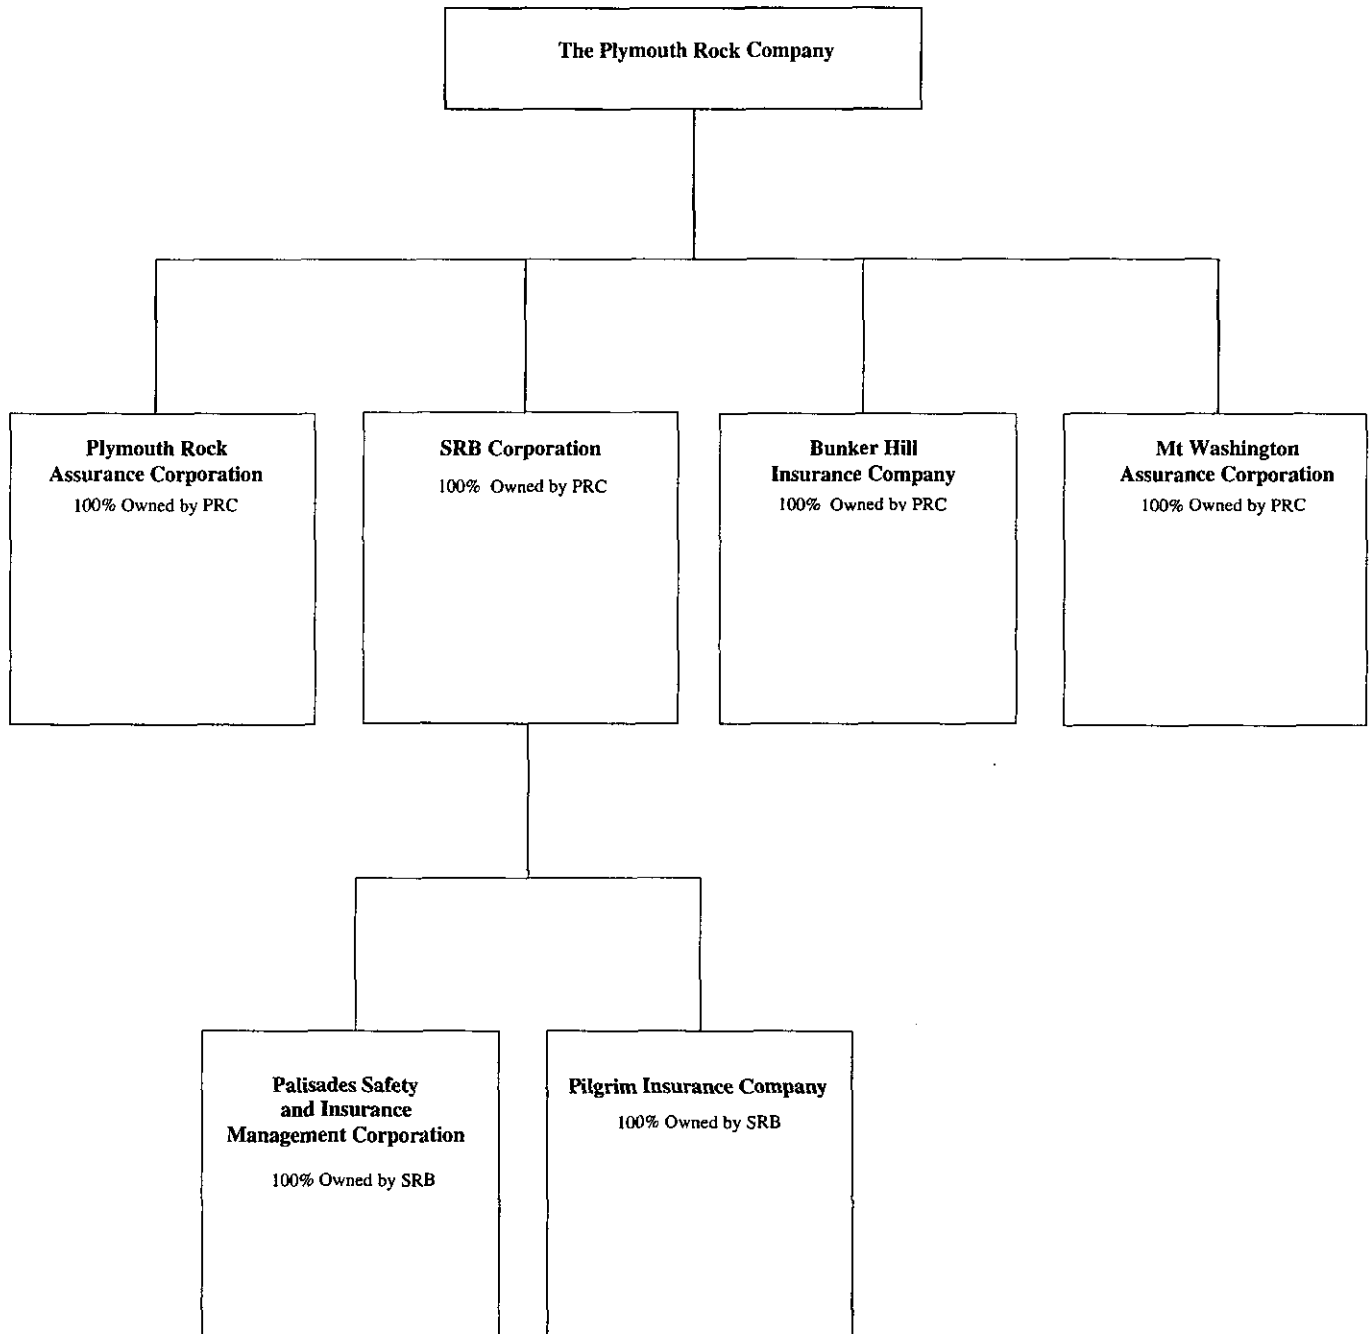 The Plymouth Rock Company
Plymouth Rock
Assurance Corporation
100% Owned by PRC
SRB Corporation
100% Owned by PRC
Bunker Hill
Insurance Company
100% Owned by PRC
Mt Washington
Assurance Corporation
100% Owned by PRC
Palisades Safety
and Insurance
Management Corporation
100% Owned by SRB
Pilgrim Insurance Company
100% Owned by SRB